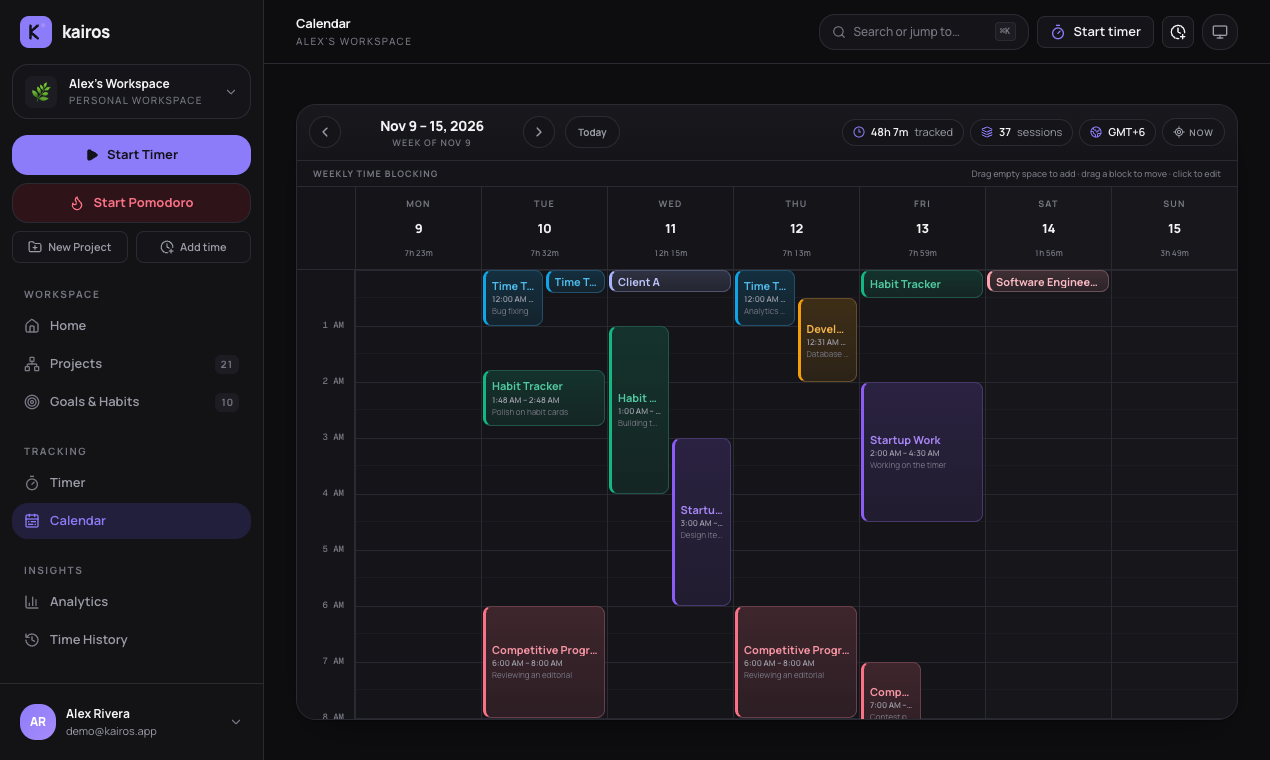 kairos
Alex's Workspace
PERSONAL WORKSPACE
Start Timer
Start Pomodoro
New Project
Add time
WORKSPACE
Home
Projects
21
Goals & Habits
10
TRACKING
Timer
Calendar
INSIGHTS
Analytics
Time History
AR
Alex Rivera
demo@kairos.app
Calendar
ALEX'S WORKSPACE
Search or jump to...
⌘K
Start timer
Nov 9 – 15, 2026
WEEK OF NOV 9
Today
48h 7m tracked
37 sessions
GMT+6
NOW
WEEKLY TIME BLOCKING
Drag empty space to add · drag a block to move · click to edit
MON
9
7h 23m
TUE
10
7h 32m
WED
11
12h 15m
THU
12
7h 13m
FRI
13
7h 59m
SAT
14
1h 56m
SUN
15
3h 49m
1 AM
2 AM
3 AM
4 AM
5 AM
6 AM
7 AM
8 AM
Time T...
12:00 AM ...
Bug fixing
Time T...
Habit Tracker
1:48 AM – 2:48 AM
Polish on habit cards
Competitive Progr...
6:00 AM – 8:00 AM
Reviewing an editorial
Client A
Habit ...
1:00 AM – ...
Building t...
Startu...
3:00 AM –...
Design ite...
Time T...
12:00 AM ...
Analytics ...
Devel...
12:31 AM ...
Database ...
Competitive Progr...
6:00 AM – 8:00 AM
Reviewing an editorial
Habit Tracker
Startup Work
2:00 AM – 4:30 AM
Working on the timer
Comp...
7:00 AM –...
Contest p...
Software Enginee...